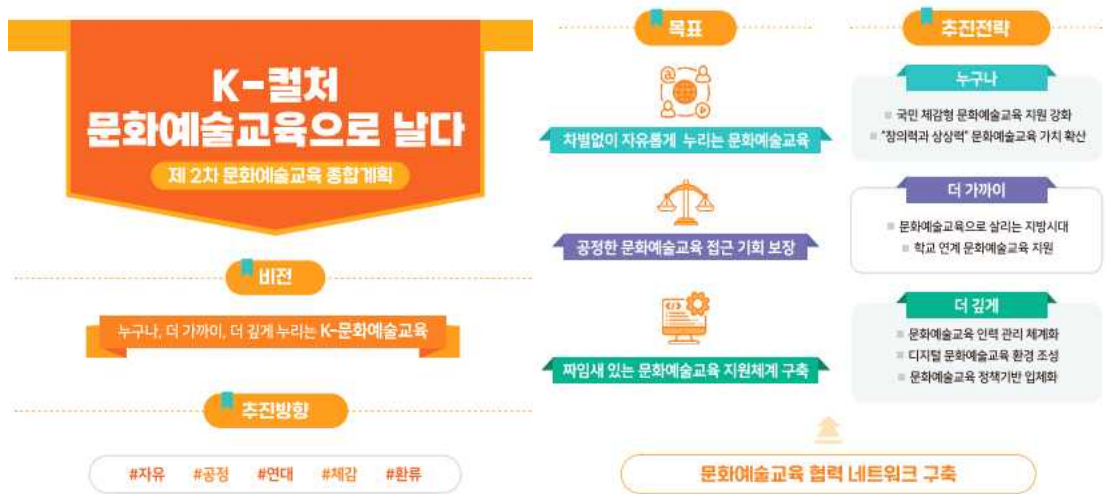 K-컬처
문화예술교육으로 날다
제 2차 문화예술교육 종합계획
비전
누구나, 더 가까이, 더 깊게 누리는 K-문화예술교육
추진방향
#자유 #공정 #연대 #체감 #환류
목표
차별없이 자유롭게 누리는 문화예술교육
공정한 문화예술교육 접근 기회 보장
짜임새 있는 문화예술교육 지원체계 구축
추진전략
누구나
국민 체감형 문화예술교육 지원 강화
"창의력과 상상력" 문화예술교육 가치 확산
더 가까이
문화예술교육으로 살리는 지방시대
학교 연계 문화예술교육 지원
더 깊게
문화예술교육 인력 관리 체계화
디지털 문화예술교육 환경 조성
문화예술교육 정책기반 입체화
문화예술교육 협력 네트워크 구축